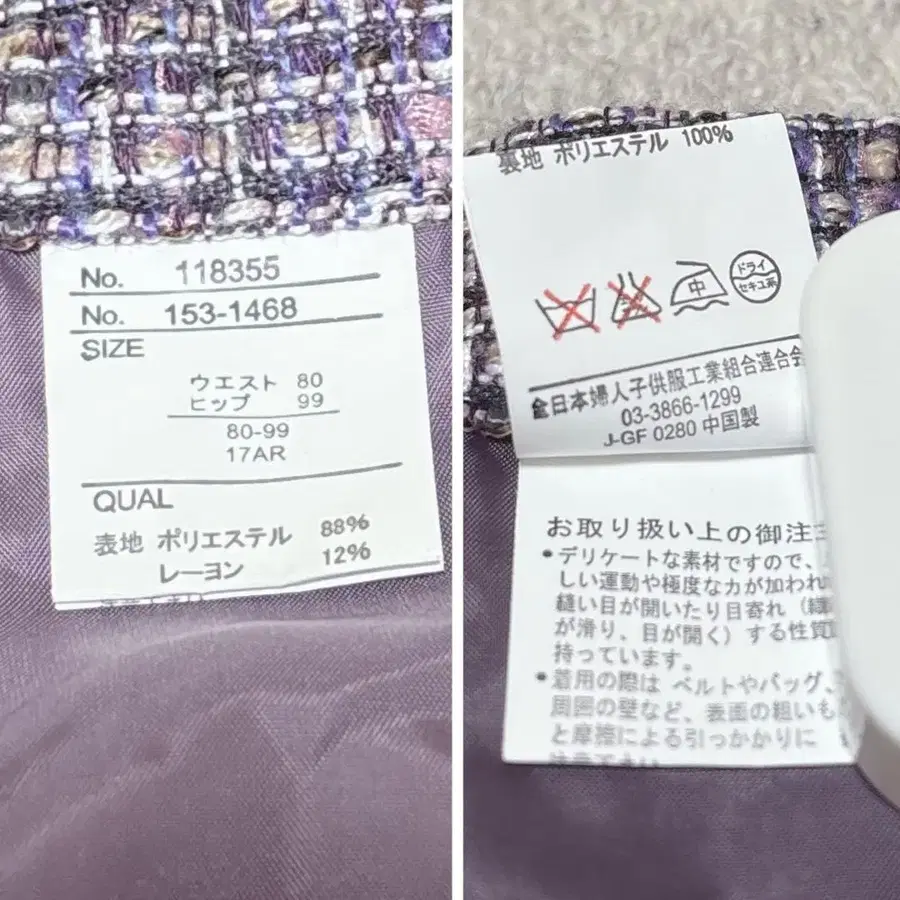 No. 118355
No. 153-1468
SIZE
ウエスト 80
ヒップ 99
80-99
17AR
QUAL
表地 ポリエステル 88%
レーヨン 12%
裏地 ポリエステル 100%
中
ドライ
セキユ系
全日本婦人子供服工業組合連合会
03-3866-1299
J-GF 0280 中国製
お取り扱い上の御注
•デリケートな素材ですので、
しい運動や極度な力が加われ
縫い目が開いたり目寄れ（縫
が滑り、目が開く）する性質
持っています。
•着用の際は ベルトやバッグ、
周囲の壁など、表面の粗いも
と摩擦による引っかかりに